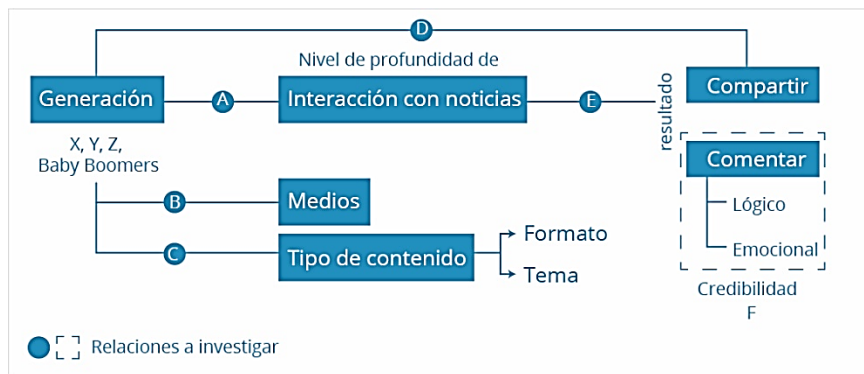 D
Nivel de profundidad de
Generación
A
Interacción con noticias
E
resultado
Compartir
X, Y, Z,
Baby Boomers
Comentar
B
Medios
Lógico
C
Tipo de contenido
Formato
Tema
Emocional
Credibilidad
F
Relaciones a investigar